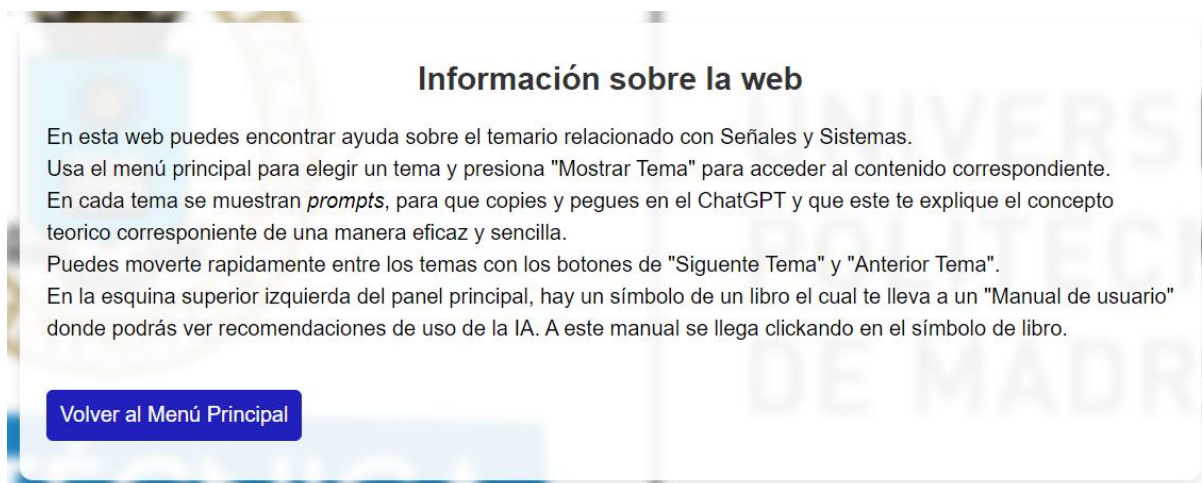 Información sobre la web
En esta web puedes encontrar ayuda sobre el temario relacionado con Señales y Sistemas.
Usa el menú principal para elegir un tema y presiona "Mostrar Tema" para acceder al contenido correspondiente.
En cada tema se muestran prompts, para que copies y pegues en el ChatGPT y que este te explique el concepto
teorico corresponiente de una manera eficaz y sencilla.
Puedes moverte rapidamente entre los temas con los botones de "Siguente Tema" y "Anterior Tema".
En la esquina superior izquierda del panel principal, hay un símbolo de un libro el cual te lleva a un "Manual de usuario"
donde podrás ver recomendaciones de uso de la IA. A este manual se llega clickando en el símbolo de libro.
Volver al Menú Principal
UNIVERS
POLITÉCN
DE MADR